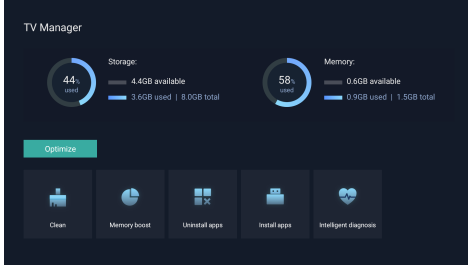 TV Manager
Storage:
44%
used
4.4GB available
3.6GB used | 8.0GB total
Memory:
58%
used
0.6GB available
0.9GB used | 1.5GB total
Optimize
Clean
Memory boost
Uninstall apps
Install apps
Intelligent diagnosis